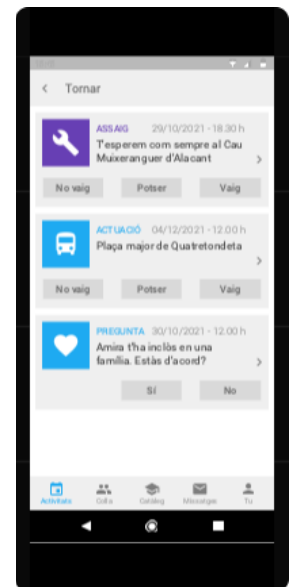 Tornar
ASSAIG 29/10/2021 - 18.30 h
T'esperem com sempre al Cau
Muixeranguer d'Alacant
No vaig Potser Vaig
ACTUACIÓ 04/12/2021 - 12.00 h
Plaça major de Quatretondeta
No vaig Potser Vaig
PREGUNTA 30/10/2021 - 12.00 h
Amira t'ha inclòs en una
família. Estàs d'acord?
Sí No
Activitats Colla Catàleg Missatges Tu